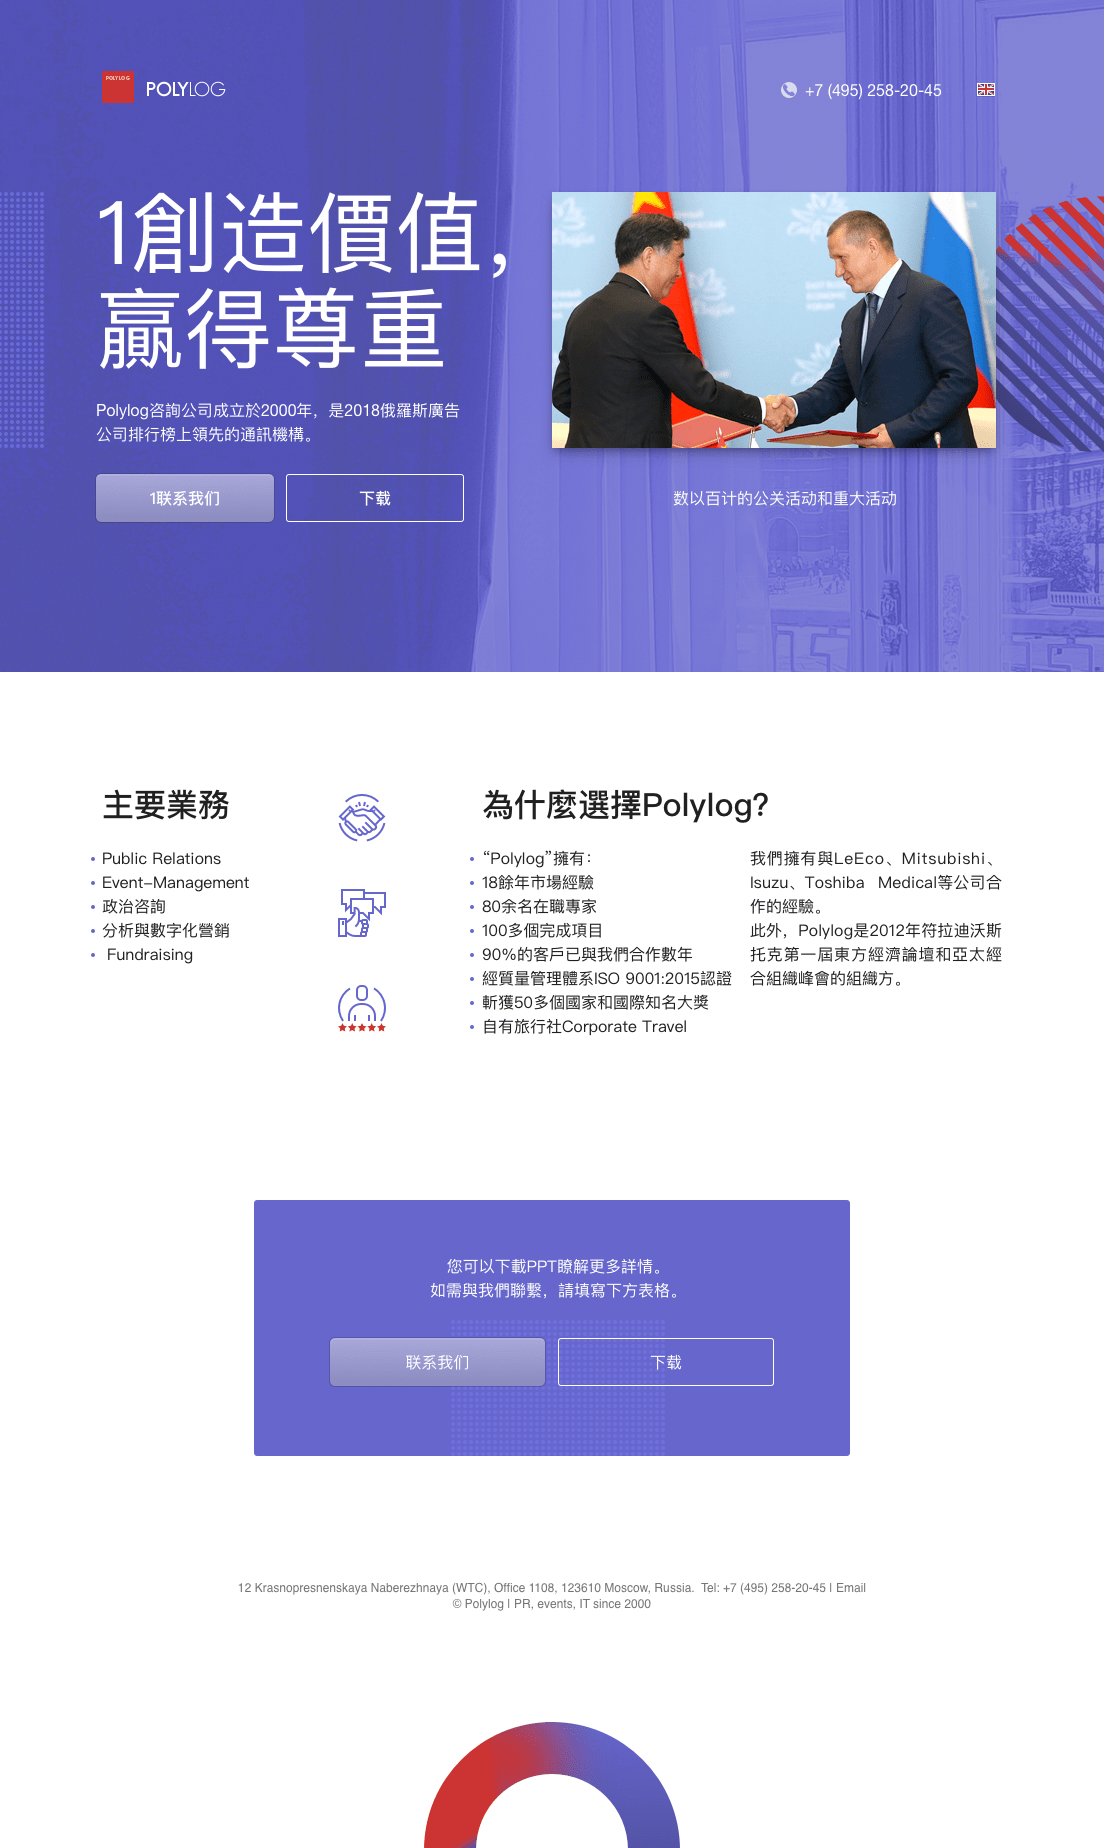 POLYLOG
POLYLOG
+7 (495) 258-20-45
1創造價值，
贏得尊重
Polylog咨詢公司成立於2000年，是2018俄羅斯廣告
公司排行榜上領先的通訊機構。
1联系我们
下载
数以百计的公关活动和重大活动
主要業務
• Public Relations
• Event-Management
• 政治咨詢
• 分析與數字化營銷
• Fundraising
為什麼選擇Polylog?
• “Polylog”擁有：
• 18餘年市場經驗
• 80余名在職專家
• 100多個完成項目
• 90%的客戶已與我們合作數年
• 經質量管理體系ISO 9001:2015認證
• 斬獲50多個國家和國際知名大獎
• 自有旅行社Corporate Travel
我們擁有與LeEco、Mitsubishi、
Isuzu、Toshiba Medical等公司合
作的經驗。
此外，Polylog是2012年符拉迪沃斯
托克第一屆東方經濟論壇和亞太經
合組織峰會的組織方。
您可以下載PPT瞭解更多詳情。
如需與我們聯繫，請填寫下方表格。
联系我们
下载
12 Krasnopresnenskaya Naberezhnaya (WTC), Office 1108, 123610 Moscow, Russia. Tel: +7 (495) 258-20-45 | Email
© Polylog | PR, events, IT since 2000